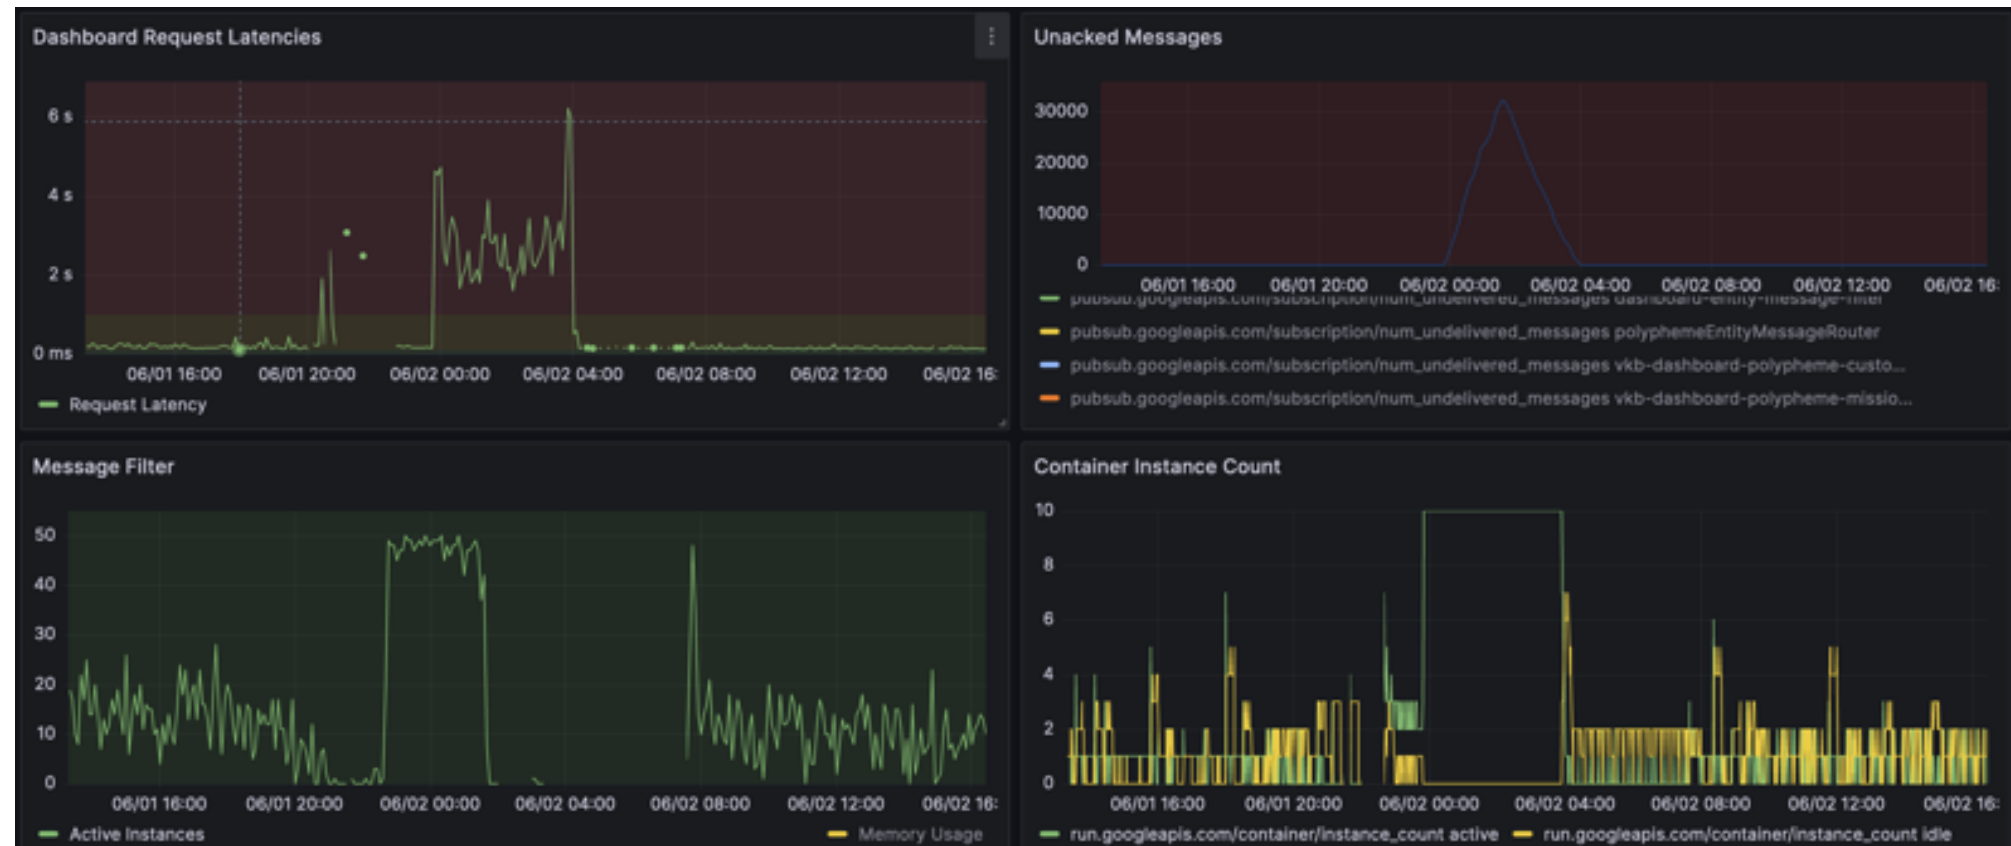 Dashboard Request Latencies
6 s
4 s
2 s
0 ms
06/01 16:00 06/01 20:00 06/02 00:00 06/02 04:00 06/02 08:00 06/02 12:00 06/02 16:
Request Latency
Unacked Messages
30000
20000
10000
0
06/01 16:00 06/01 20:00 06/02 00:00 06/02 04:00 06/02 08:00 06/02 12:00 06/02 16:
pubsub.googleapis.com/subscription/num_undelivered_messages dashboard-entity-message-filter
pubsub.googleapis.com/subscription/num_undelivered_messages polyphemeEntityMessageRouter
pubsub.googleapis.com/subscription/num_undelivered_messages vkb-dashboard-polypheme-custo...
pubsub.googleapis.com/subscription/num_undelivered_messages vkb-dashboard-polypheme-missio...
Message Filter
50
40
30
20
10
0
06/01 16:00 06/01 20:00 06/02 00:00 06/02 04:00 06/02 08:00 06/02 12:00 06/02 16:
Active Instances Memory Usage
Container Instance Count
10
8
6
4
2
0
06/01 16:00 06/01 20:00 06/02 00:00 06/02 04:00 06/02 08:00 06/02 12:00 06/02 16:
run.googleapis.com/container/instance_count active run.googleapis.com/container/instance_count idle